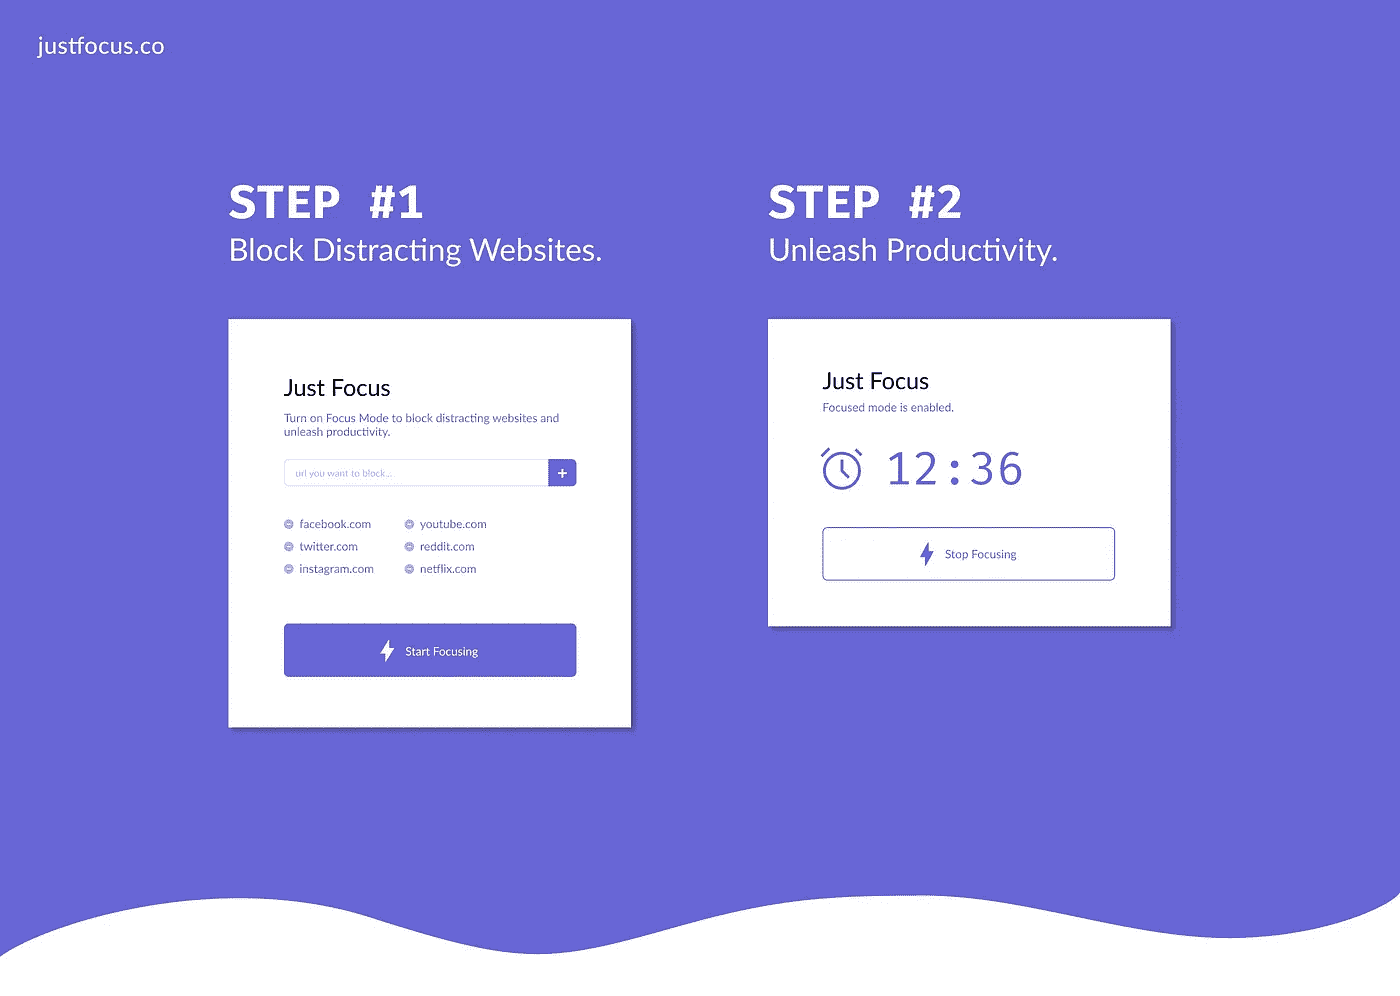 justfocus.co
STEP #1
Block Distracting Websites.
Just Focus
Turn on Focus Mode to block distracting websites and
unleash productivity.
url you want to block...
+
facebook.com
youtube.com
twitter.com
reddit.com
instagram.com
netflix.com
Start Focusing
STEP #2
Unleash Productivity.
Just Focus
Focused mode is enabled.
12:36
Stop Focusing